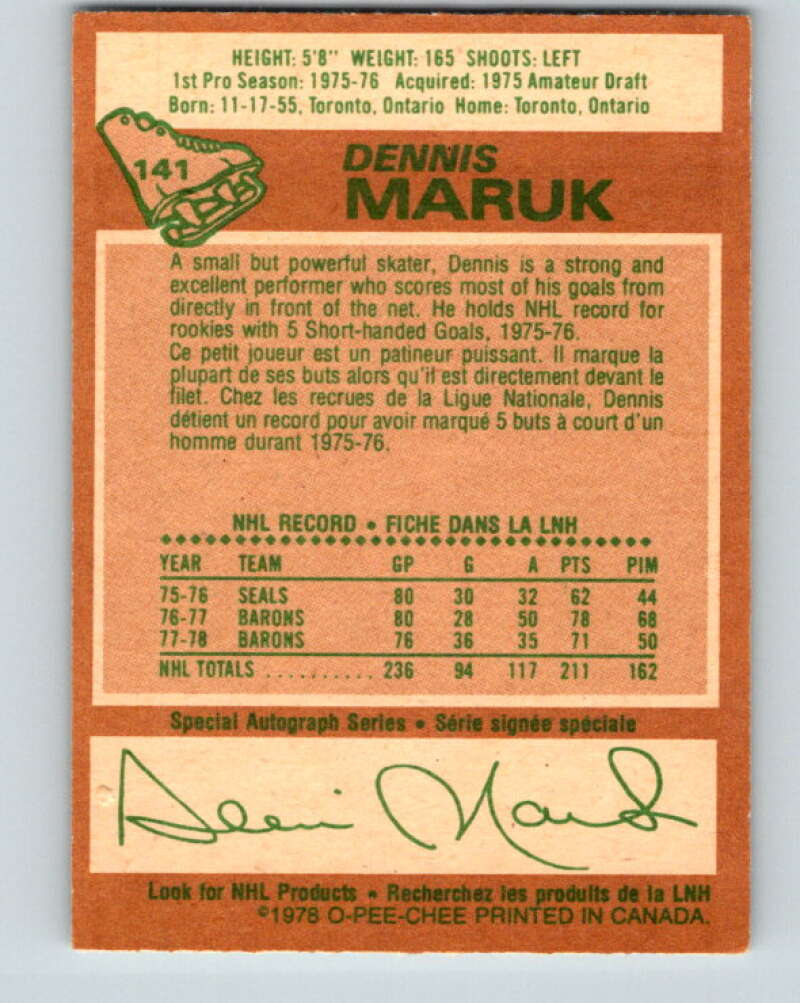 HEIGHT: 5'8" WEIGHT: 165 SHOOTS: LEFT
1st Pro Season: 1975-76 Acquired: 1975 Amateur Draft
Born: 11-17-55, Toronto, Ontario Home: Toronto, Ontario
141
DENNIS
MARUK
A small but powerful skater, Dennis is a strong and
excellent performer who scores most of his goals from
directly in front of the net. He holds NHL record for
rookies with 5 Short-handed Goals, 1975-76.
Ce petit joueur est un patineur puissant. Il marque la
plupart de ses buts alors qu'il est directement devant le
filet. Chez les recrues de la Ligue Nationale, Dennis
détient un record pour avoir marqué 5 buts à court d'un
homme durant 1975-76.
NHL RECORD • FICHE DANS LA LNH
YEAR TEAM GP G A PTS PIM
75-76 SEALS 80 30 32 62 44
76-77 BARONS 80 28 50 78 68
77-78 BARONS 76 36 35 71 50
NHL TOTALS .......... 236 94 117 211 162
Special Autograph Series • Série signée spéciale
Dennis Maruk
Look for NHL Products • Recherchez les produits de la LNH
©1978 O-PEE-CHEE PRINTED IN CANADA.